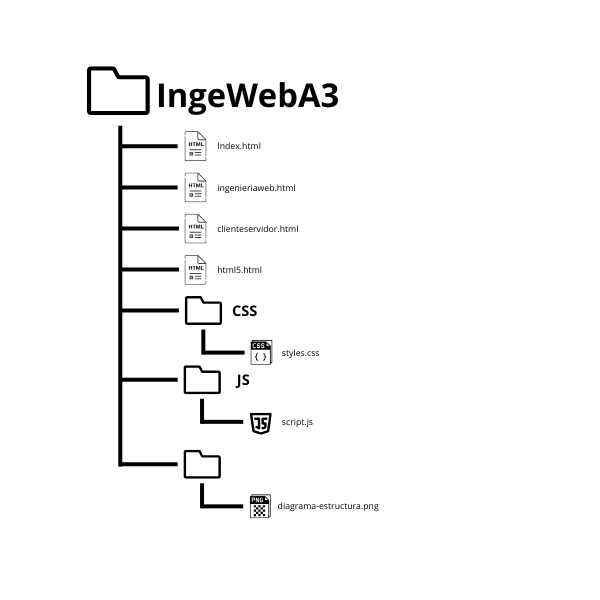 IngeWebA3
HTML
Index.html
HTML
ingenieriaweb.html
HTML
clienteservidor.html
HTML
html5.html
CSS
CSS
{ }
styles.css
JS
JS
script.js
PNG
diagrama-estructura.png